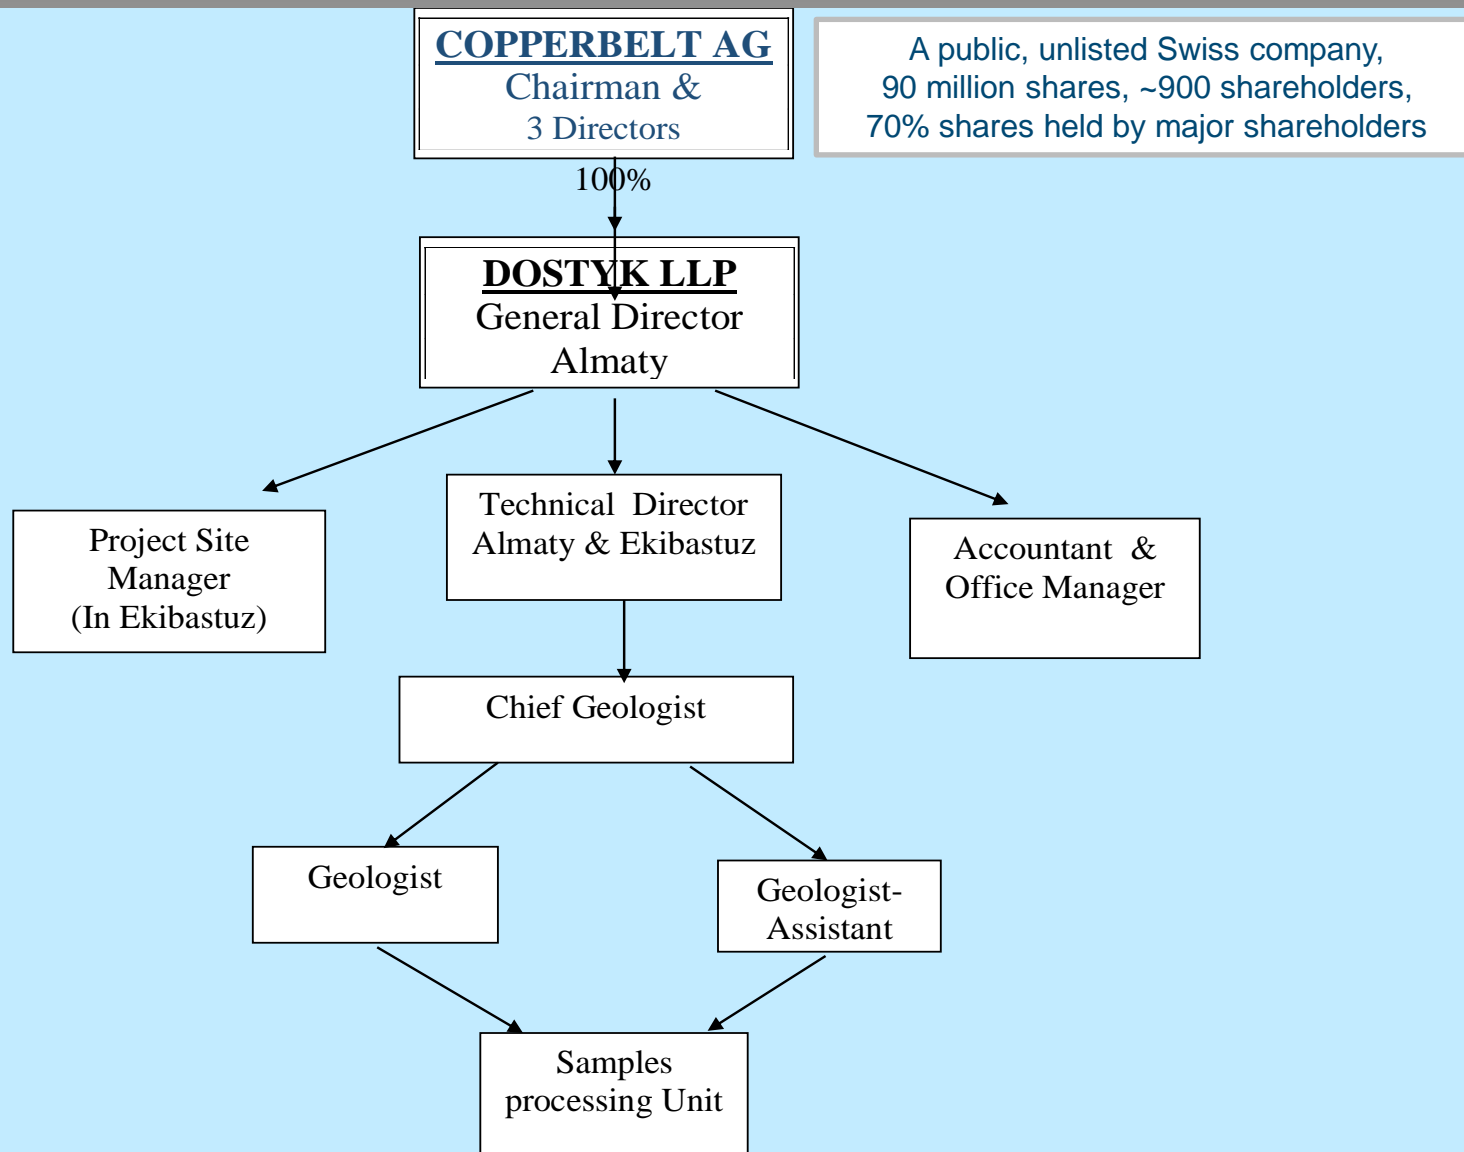 COPPERBELT AG
Chairman &
3 Directors
A public, unlisted Swiss company,
90 million shares, ~900 shareholders,
70% shares held by major shareholders
100%
DOSTYK LLP
General Director
Almaty
Project Site
Manager
(In Ekibastuz)
Technical Director
Almaty & Ekibastuz
Accountant &
Office Manager
Chief Geologist
Geologist
Geologist-
Assistant
Samples
processing Unit